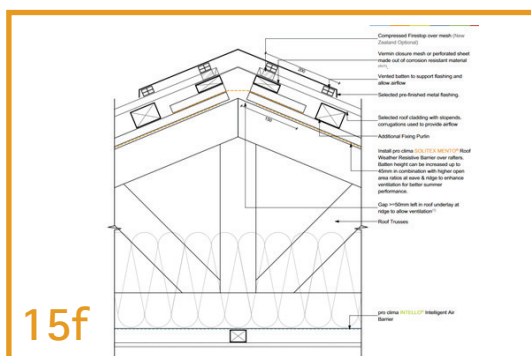 Compressed Firestop over mesh (New
Zealand Optional)
Vermin closure mesh or perforated sheet
made out of corrosion resistant material
Vented batten to support flashing and
allow airflow
Selected pre-finished metal flashing.
Selected roof cladding with stopends,
corrugations used to provide airflow
Additional Fixing Purlin
Install pro clima SOLITEX MENTO® Roof
Weather Resistive Barrier over rafters.
Batten height can be increased up to
45mm in combination with higher open
area ratios at eave & ridge to enhance
ventilation for better summer
performance.
Gap >=50mm left in roof underlay at
ridge to allow ventilation
Roof Trusses
pro clima INTELLO® Intelligent Air
Barrier
200
130
15f